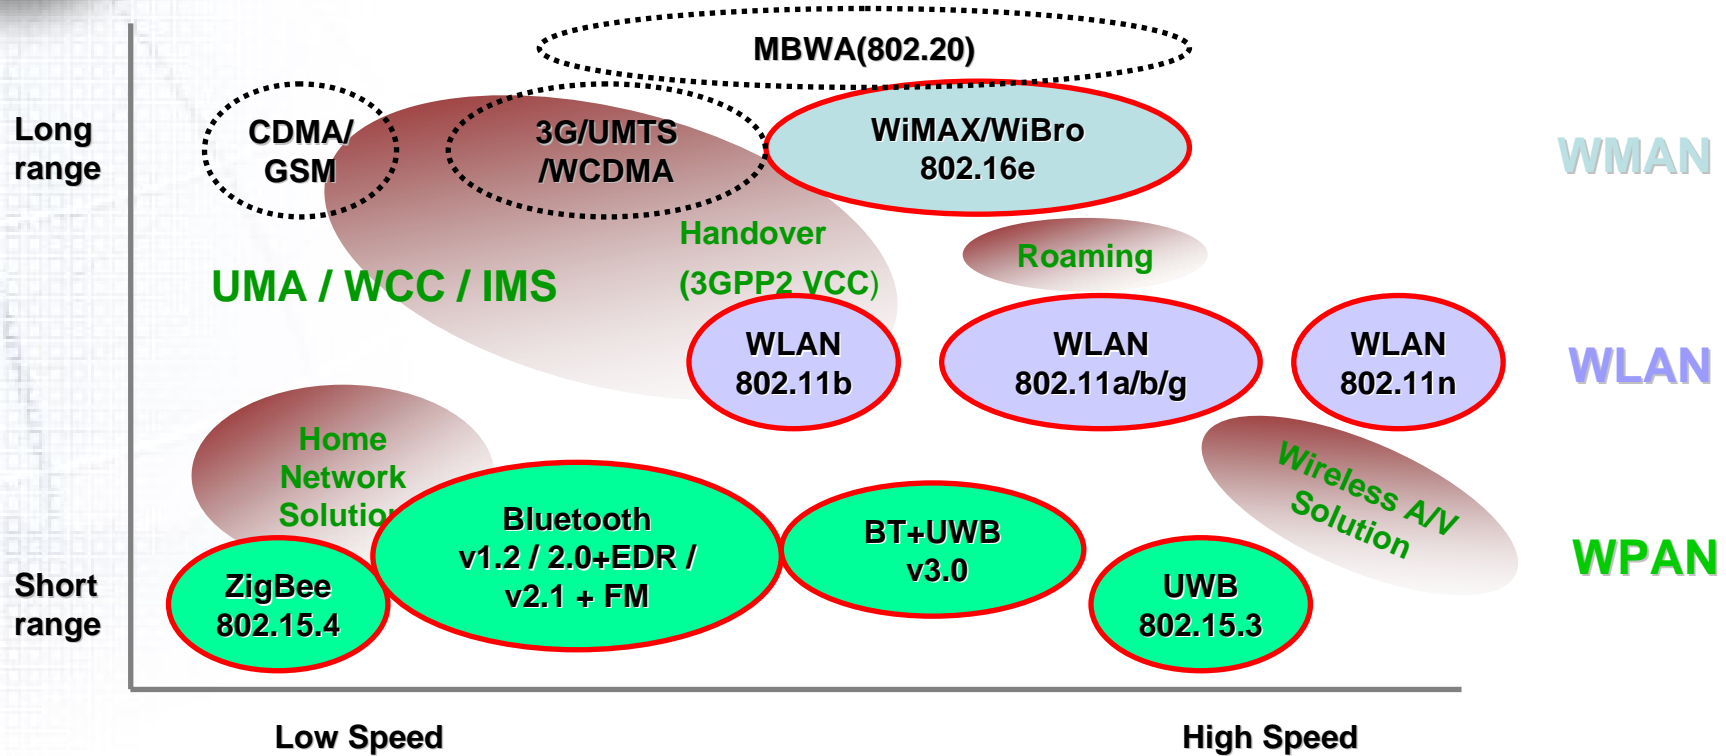 MBWA(802.20)
Long
range
CDMA/
GSM
3G/UMTS
/WCDMA
WiMAX/WiBro
802.16e
WMAN
Handover
(3GPP2 VCC)
Roaming
UMA / WCC / IMS
WLAN
802.11b
WLAN
802.11a/b/g
WLAN
802.11n
WLAN
Home
Network
Solution
Bluetooth
v1.2 / 2.0+EDR /
v2.1 + FM
BT+UWB
v3.0
Wireless A/V
Solution
WPAN
Short
range
ZigBee
802.15.4
UWB
802.15.3
Low Speed
High Speed